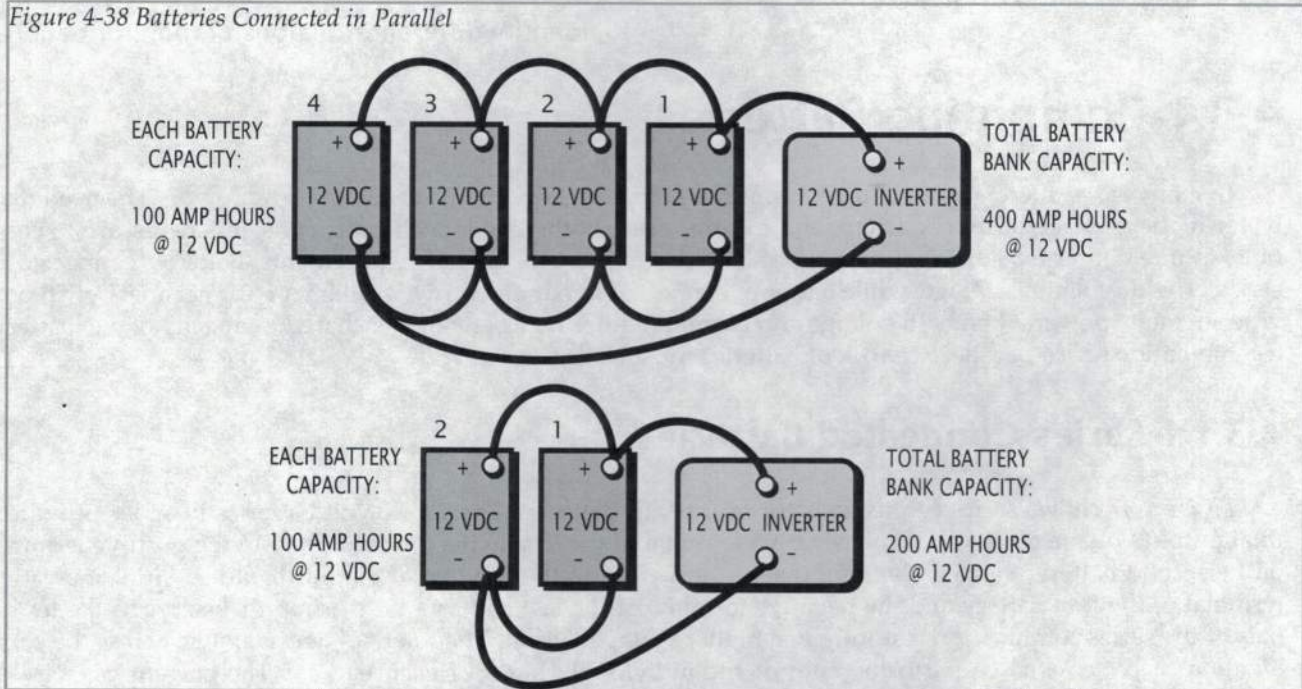 Figure 4-38 Batteries Connected in Parallel
4 3 2 1
EACH BATTERY
CAPACITY:
100 AMP HOURS
@ 12 VDC
+ + + +
12 VDC 12 VDC 12 VDC 12 VDC
- - - -
+
12 VDC INVERTER
-
TOTAL BATTERY
BANK CAPACITY:
400 AMP HOURS
@ 12 VDC
2 1
EACH BATTERY
CAPACITY:
100 AMP HOURS
@ 12 VDC
+ +
12 VDC 12 VDC
- -
+
12 VDC INVERTER
-
TOTAL BATTERY
BANK CAPACITY:
200 AMP HOURS
@ 12 VDC